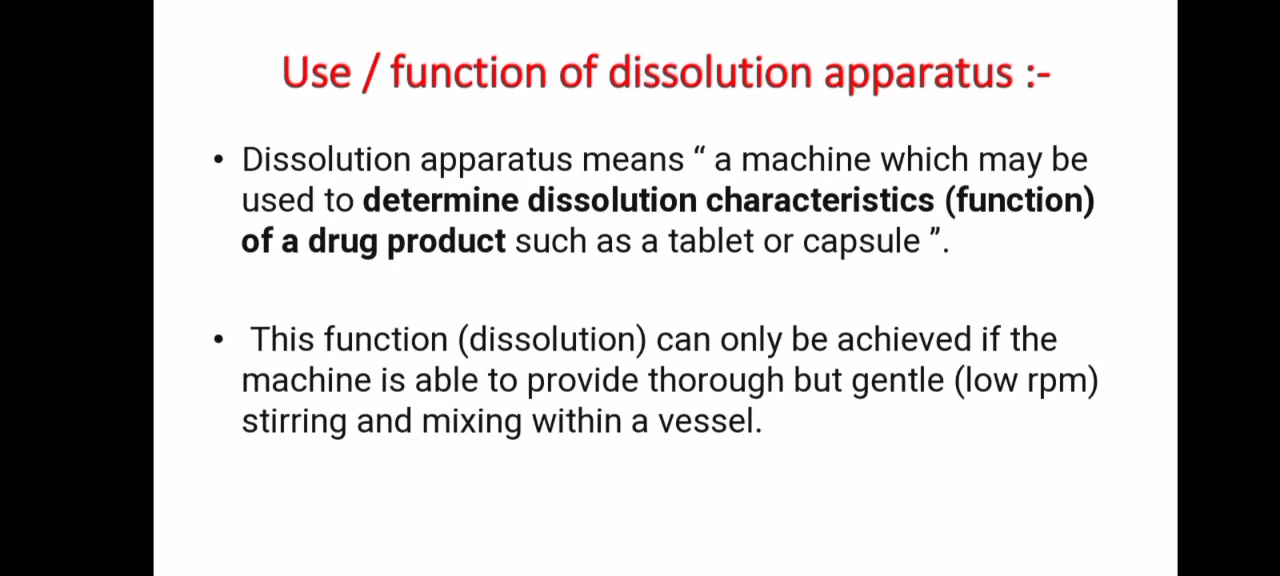 Use / function of dissolution apparatus :-
• Dissolution apparatus means “ a machine which may be
used to determine dissolution characteristics (function)
of a drug product such as a tablet or capsule ”.
• This function (dissolution) can only be achieved if the
machine is able to provide thorough but gentle (low rpm)
stirring and mixing within a vessel.